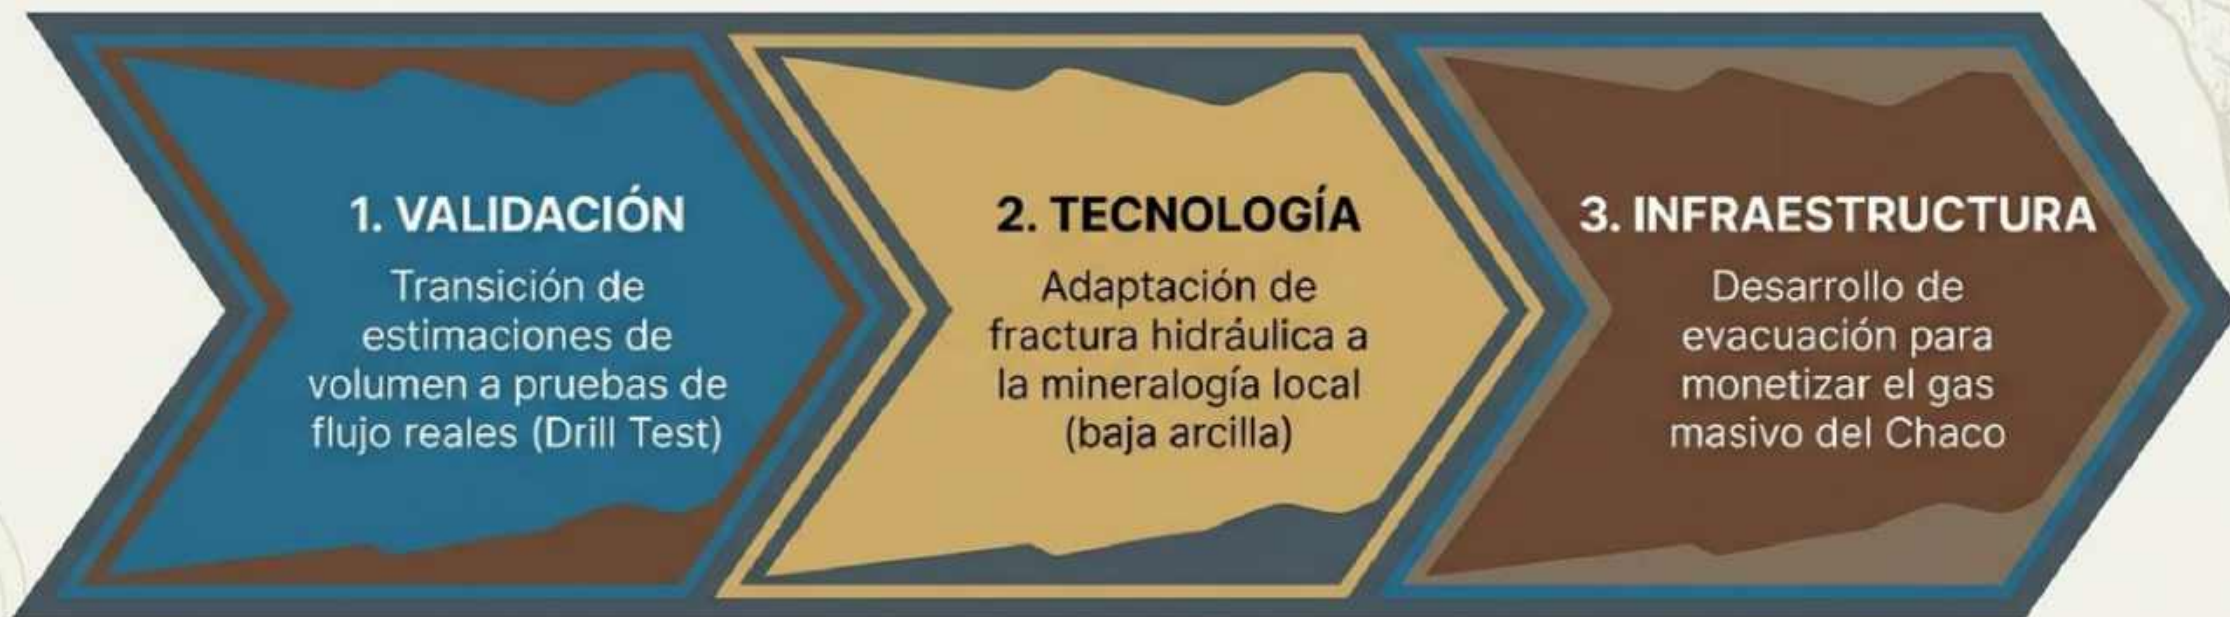 1. VALIDACIÓN
Transición de
estimaciones de
volumen a pruebas de
flujo reales (Drill Test)
2. TECNOLOGÍA
Adaptación de
fractura hidráulica a
la mineralogía local
(baja arcilla)
3. INFRAESTRUCTURA
Desarrollo de
evacuación para
monetizar el gas
masivo del Chaco